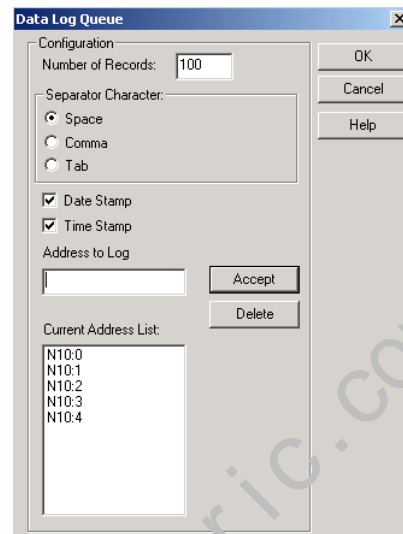 Data Log Queue
Configuration
Number of Records: 100
OK
Cancel
Help
Separator Character:
Space
Comma
Tab
Date Stamp
Time Stamp
Address to Log
Accept
Delete
Current Address List:
N10:0
N10:1
N10:2
N10:3
N10:4
ric.co